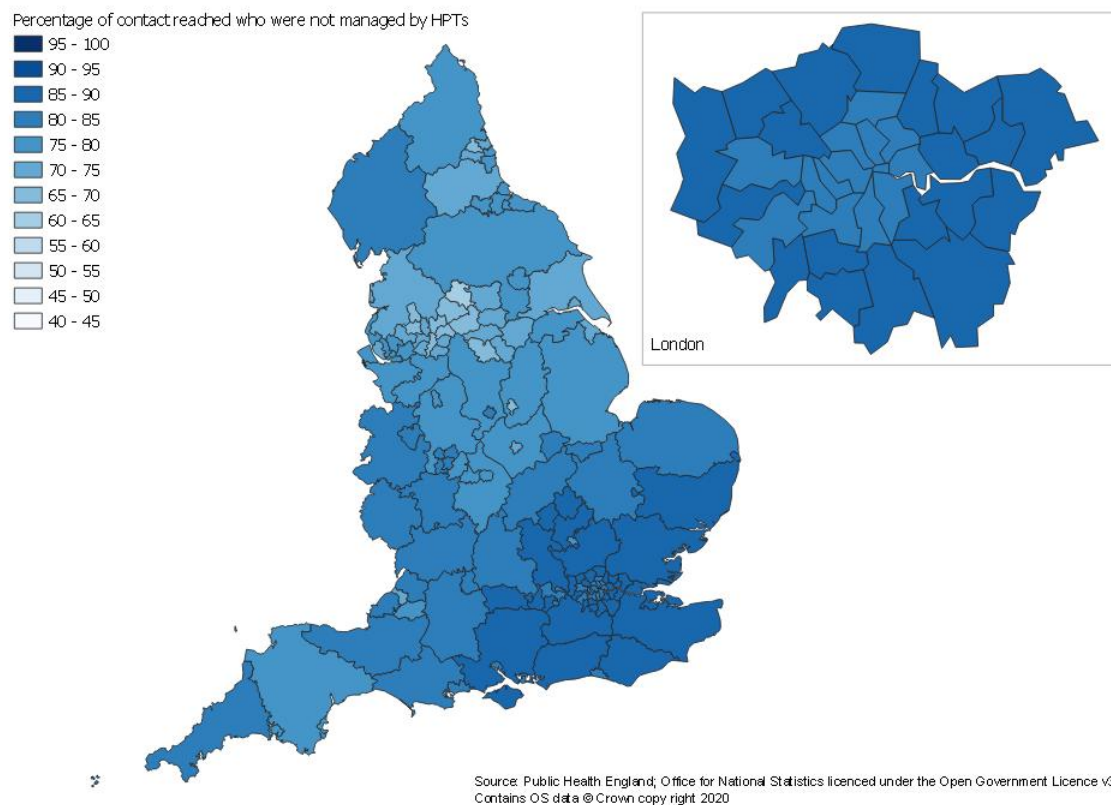 Percentage of contact reached who were not managed by HPTs
95 - 100
90 - 95
85 - 90
80 - 85
75 - 80
70 - 75
65 - 70
60 - 65
55 - 60
50 - 55
45 - 50
40 - 45
London
Source: Public Health England; Office for National Statistics licenced under the Open Government Licence v3
Contains OS data © Crown copy right 2020